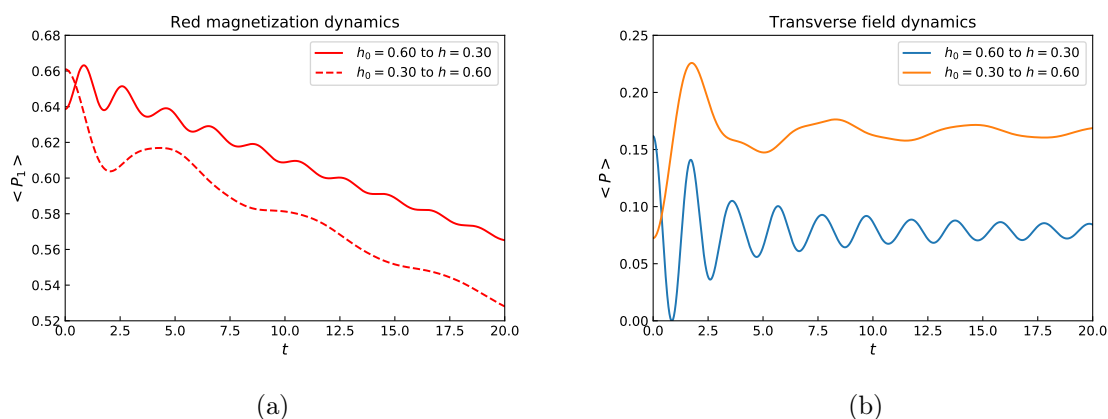 Red magnetization dynamics
< P₁ >
0.68
0.66
0.64
0.62
0.60
0.58
0.56
0.54
0.52
h₀ = 0.60 to h = 0.30
h₀ = 0.30 to h = 0.60
0.0 2.5 5.0 7.5 10.0 12.5 15.0 17.5 20.0
t
(a)
Transverse field dynamics
< P >
0.25
0.20
0.15
0.10
0.05
0.00
h₀ = 0.60 to h = 0.30
h₀ = 0.30 to h = 0.60
0.0 2.5 5.0 7.5 10.0 12.5 15.0 17.5 20.0
t
(b)